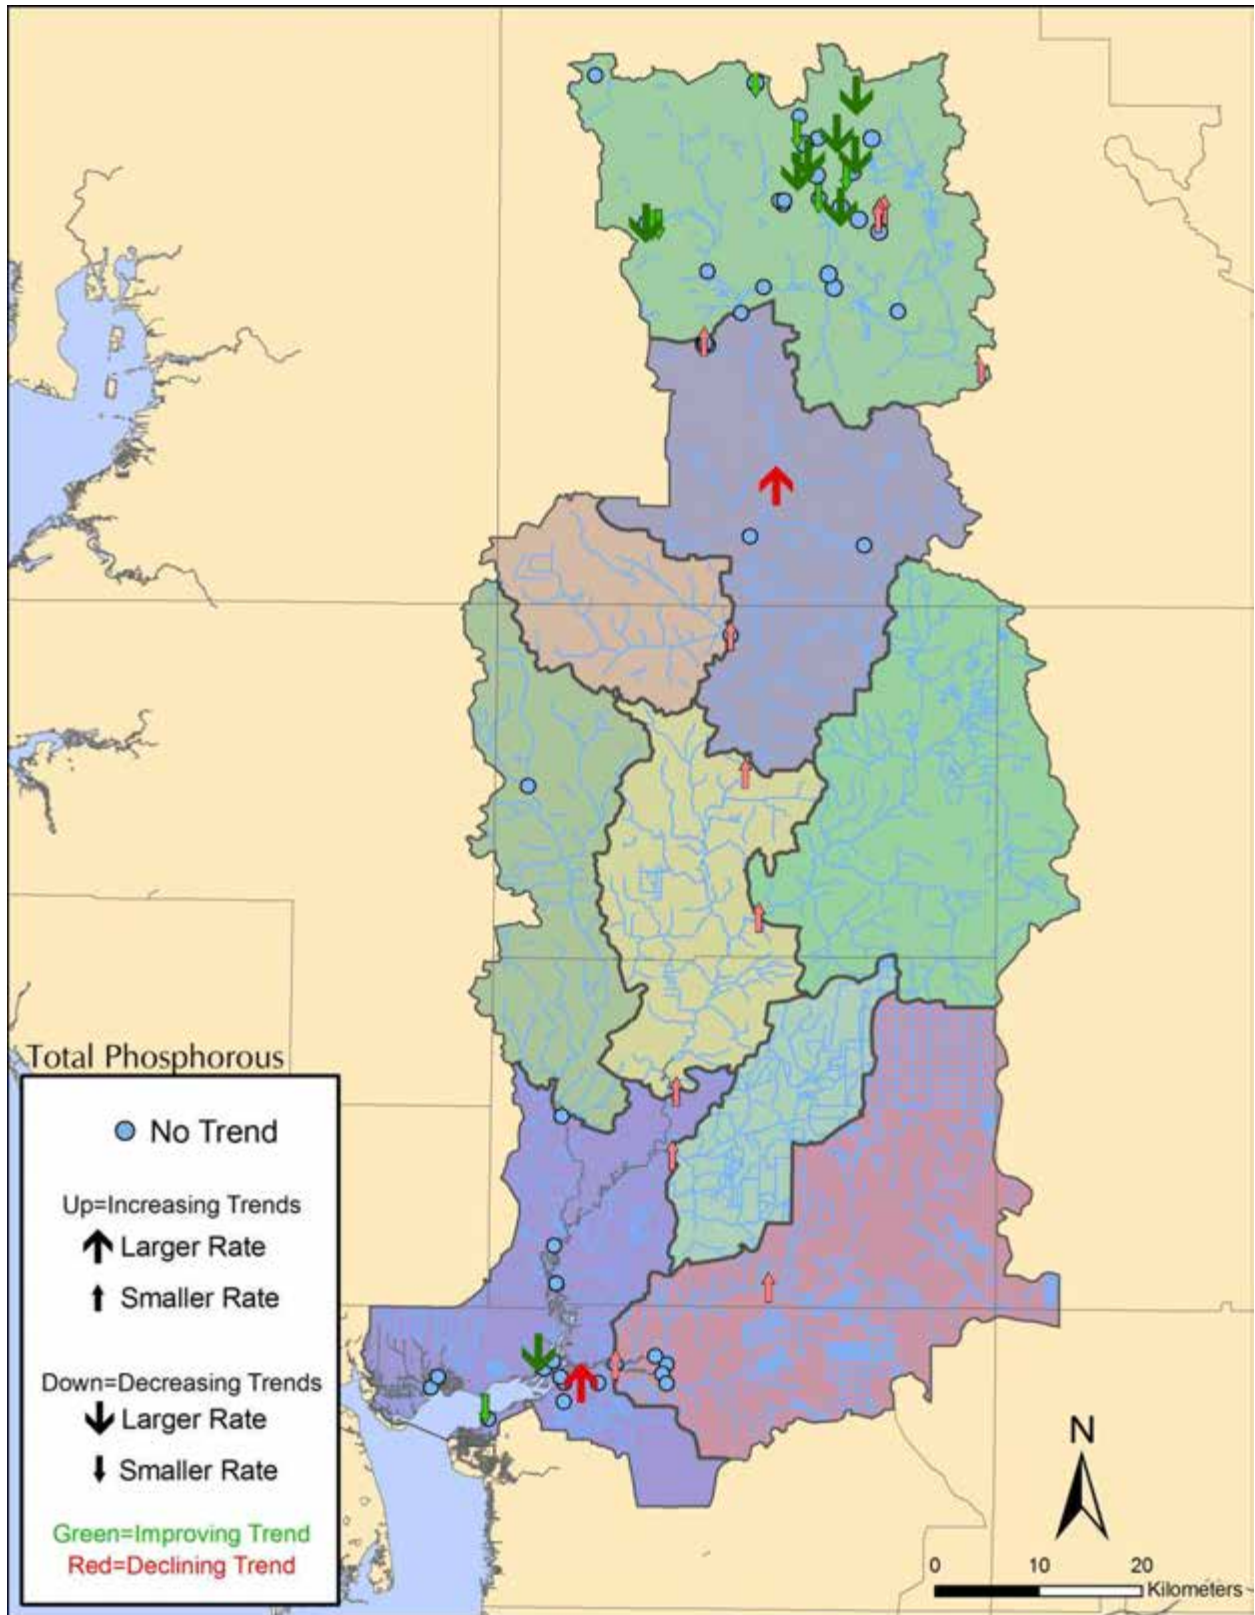 Total Phosphorous
No Trend
Up=Increasing Trends
Larger Rate
Smaller Rate
Down=Decreasing Trends
Larger Rate
Smaller Rate
Green=Improving Trend
Red=Declining Trend
N
0 10 20
Kilometers